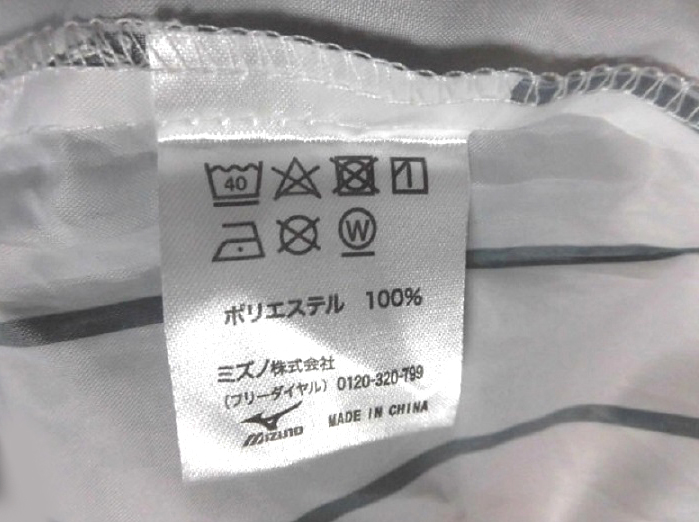 40
W
ポリエステル 100%
ミズノ株式会社
(フリーダイヤル) 0120-320-799
MIZUNO MADE IN CHINA